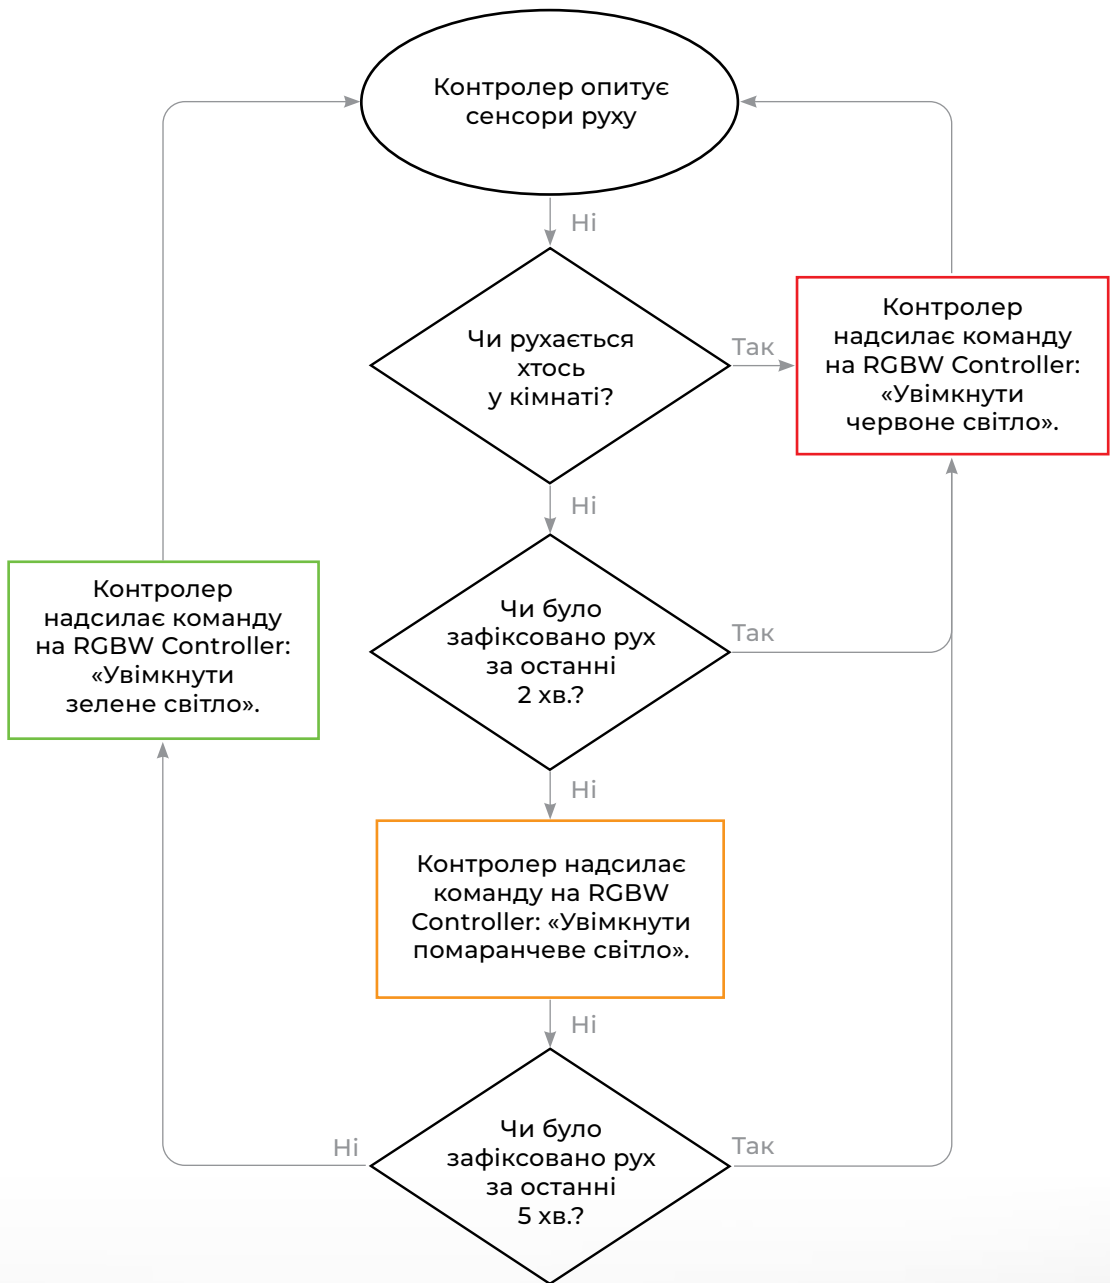 Контролер опитує
сенсори руху
Ні
Чи рухається
хтось
у кімнаті?
Так
Контролер
надсилає команду
на RGBW Controller:
«Увімкнути
червоне світло».
Ні
Чи було
зафіксовано рух
за останні
2 хв.?
Так
Контролер
надсилає команду
на RGBW Controller:
«Увімкнути
зелене світло».
Ні
Контролер надсилає
команду на RGBW
Controller: «Увімкнути
помаранчеве світло».
Ні
Чи було
зафіксовано рух
за останні
5 хв.?
Ні
Так